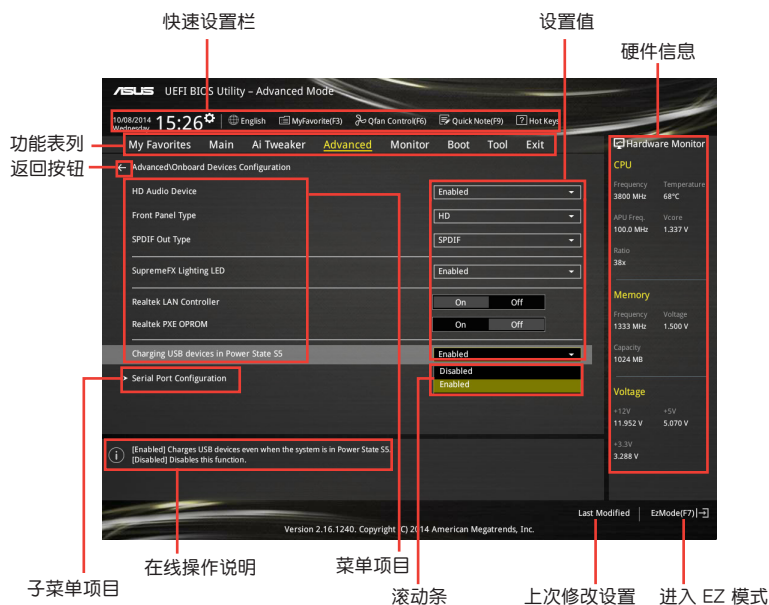 快速设置栏
设置值
硬件信息
ASUS UEFI BIOS Utility – Advanced Mode
10/08/2014
Wednesday
15:26
English
MyFavorite(F3)
Qfan Control(F6)
Quick Note(F9)
? Hot Keys
功能表列
My Favorites Main Ai Tweaker Advanced Monitor Boot Tool Exit
Hardware Monitor
返回按钮
← Advanced\Onboard Devices Configuration
HD Audio Device Enabled
Front Panel Type HD
SPDIF Out Type SPDIF
SupremeFX Lighting LED Enabled
Realtek LAN Controller On Off
Realtek PXE OPROM On Off
Charging USB devices in Power State S5 Enabled
Disabled
Enabled
> Serial Port Configuration
CPU
Frequency Temperature
3800 MHz 68°C
APU Freq. Vcore
100.0 MHz 1.337 V
Ratio
38x
Memory
Frequency Voltage
1333 MHz 1.500 V
Capacity
1024 MB
Voltage
+12V +5V
11.952 V 5.070 V
+3.3V
3.288 V
[Enabled] Charges USB devices even when the system is in Power State S5.
[Disabled] Disables this function.
Last Modified
EzMode(F7)
Version 2.16.1240. Copyright (C) 2014 American Megatrends, Inc.
子菜单项目
在线操作说明
菜单项目
滚动条
上次修改设置
进入 EZ 模式